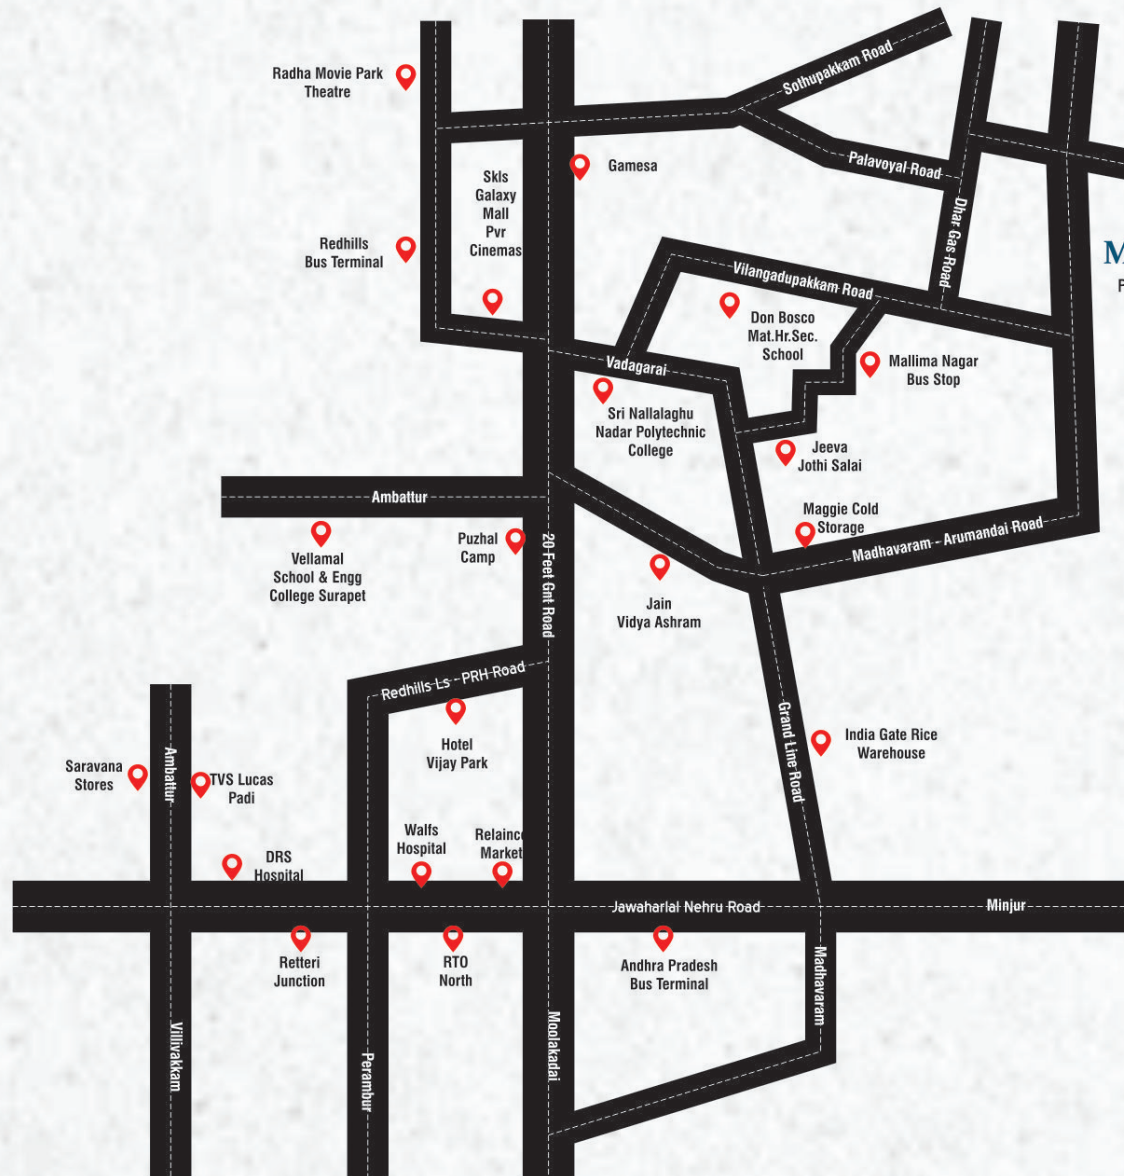 Sothupakkam Road
Radha Movie Park
Theatre
Gamesa
Palavoyal Road
Skls
Galaxy
Mall
Pvr
Cinemas
Dhar Gas Road
Redhills
Bus Terminal
M
Vilangadupakkam Road
Don Bosco
Mat.Hr.Sec.
School
Vadagarai
Mallima Nagar
Bus Stop
Sri Nallalaghu
Nadar Polytechnic
College
Jeeva
Jothi Salai
Ambattur
Maggie Cold
Storage
Madhavaram - Arumandai Road
Puzhal
Camp
20 Feet Gnt Road
Vellamal
School & Engg
College Surapet
Jain
Vidya Ashram
Redhills Ls - PRH Road
Hotel
Vijay Park
Grand Line Road
India Gate Rice
Warehouse
Saravana
Stores
Ambattur
TVS Lucas
Padi
Walfs
Hospital
Relaince
Market
DRS
Hospital
Jawaharlal Nehru Road
Minjur
Retteri
Junction
RTO
North
Andhra Pradesh
Bus Terminal
Madhavaram
Villivakkam
Perambur
Moolakadai